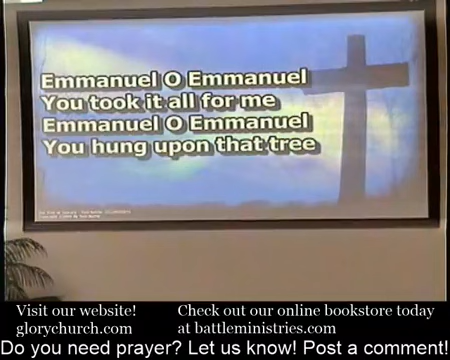 Emmanuel O Emmanuel
You took it all for me
Emmanuel O Emmanuel
You hung upon that tree
Visit our website!
glorychurch.com
Check out our online bookstore today
at battleministries.com
Do you need prayer? Let us know! Post a comment!